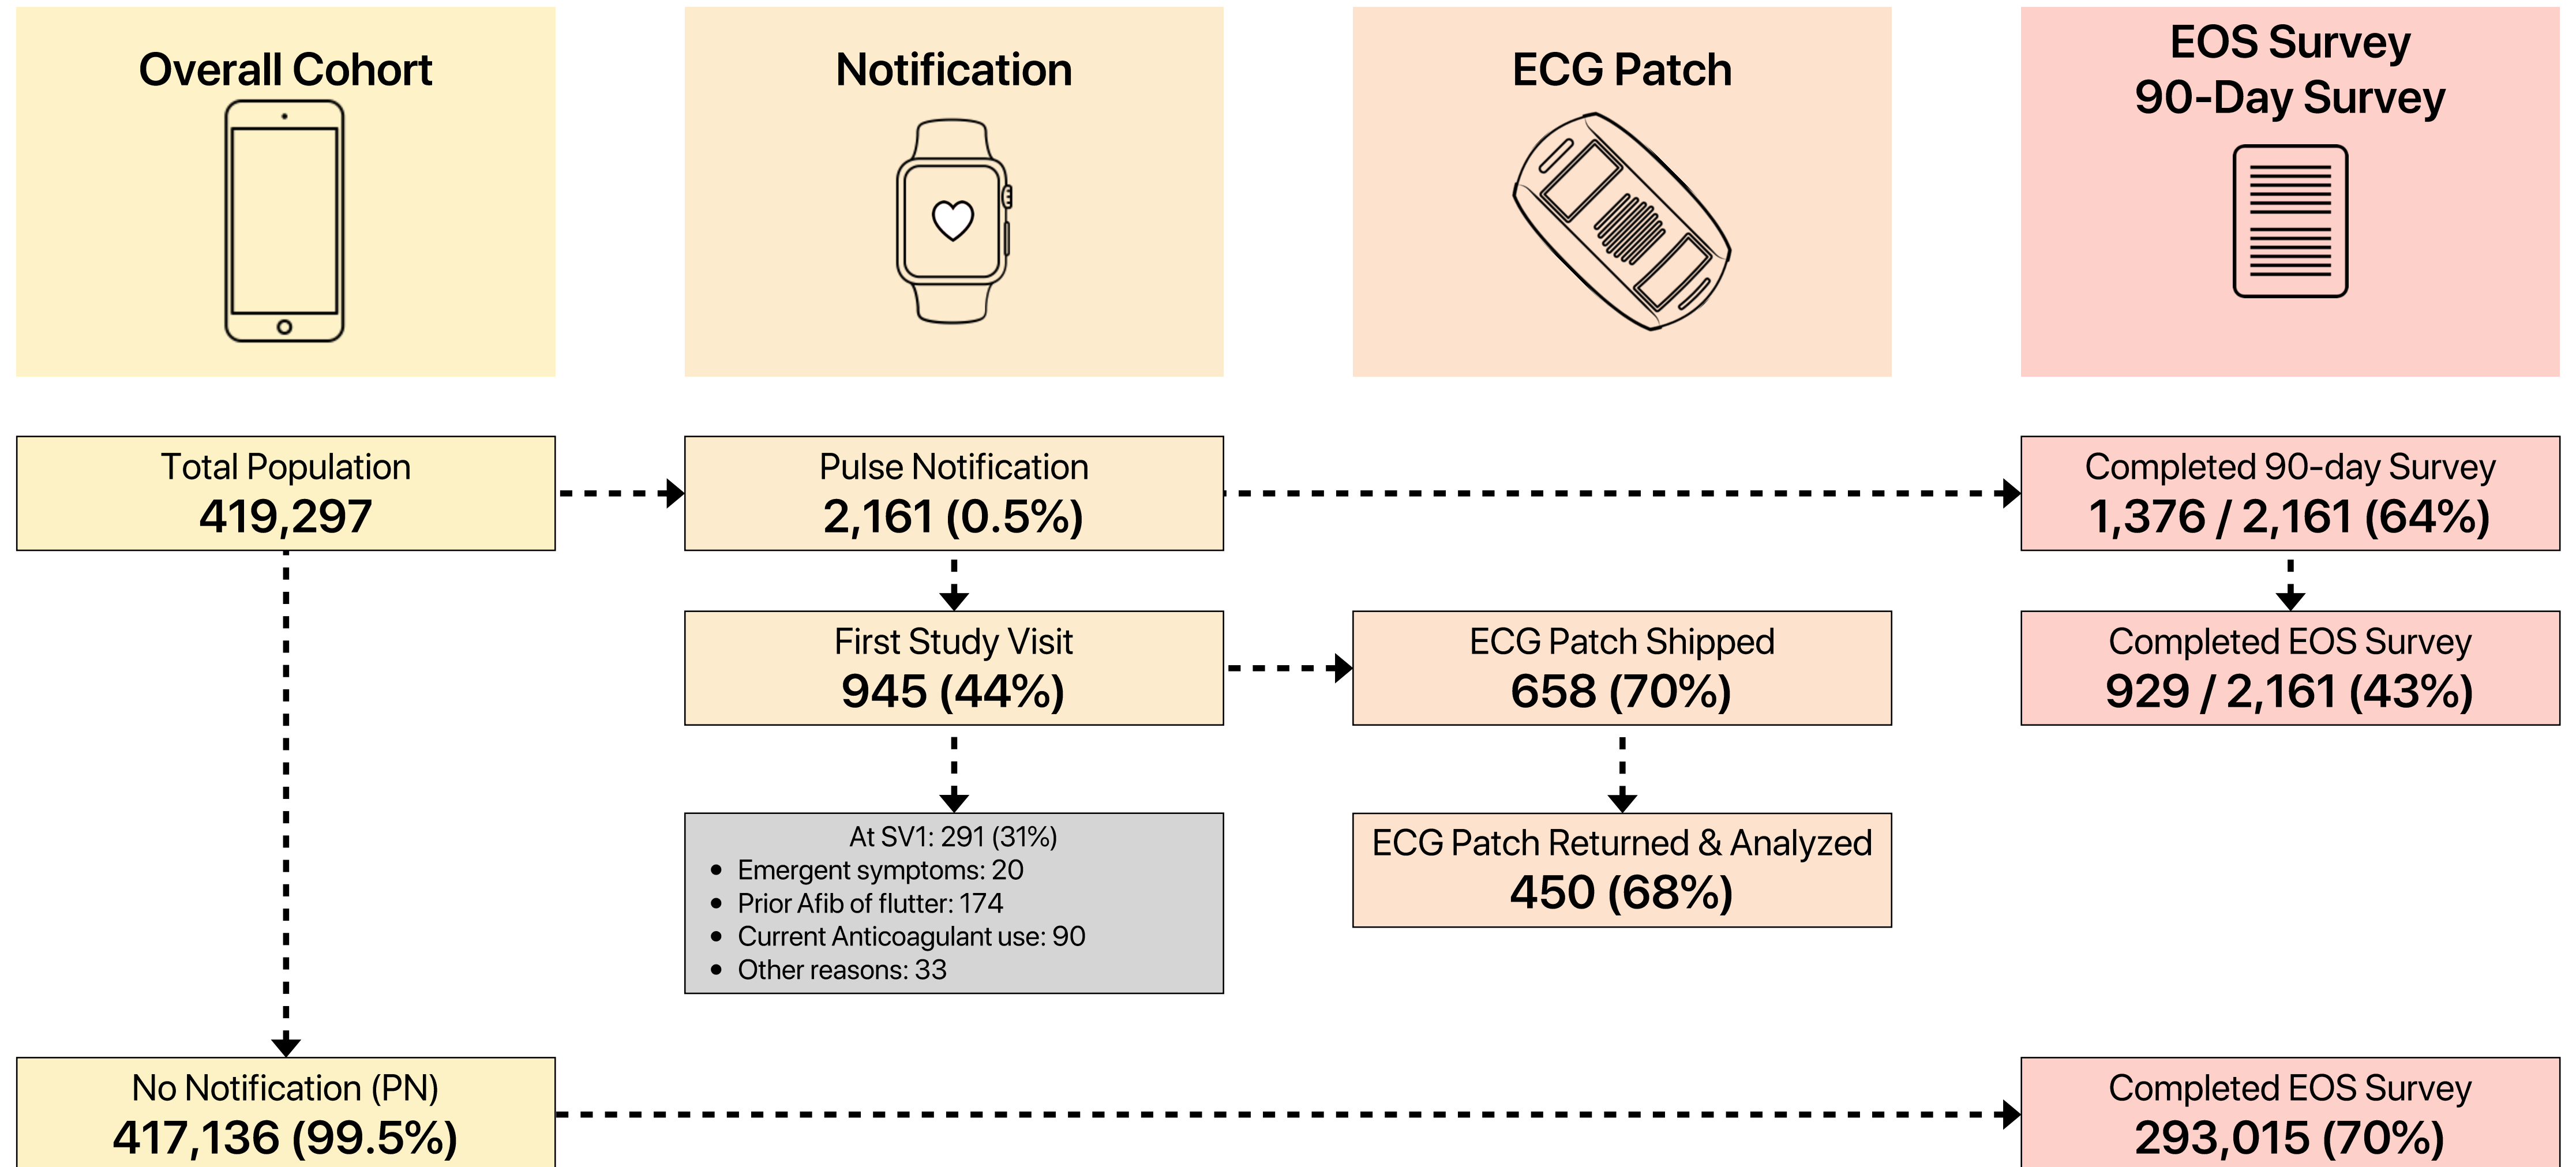 Overall Cohort
Notification
ECG Patch
EOS Survey
90-Day Survey
Total Population
419,297
Pulse Notification
2,161 (0.5%)
Completed 90-day Survey
1,376 / 2,161 (64%)
First Study Visit
945 (44%)
ECG Patch Shipped
658 (70%)
Completed EOS Survey
929 / 2,161 (43%)
At SV1: 291 (31%)
• Emergent symptoms: 20
• Prior Afib of flutter: 174
• Current Anticoagulant use: 90
• Other reasons: 33
ECG Patch Returned & Analyzed
450 (68%)
No Notification (PN)
417,136 (99.5%)
Completed EOS Survey
293,015 (70%)